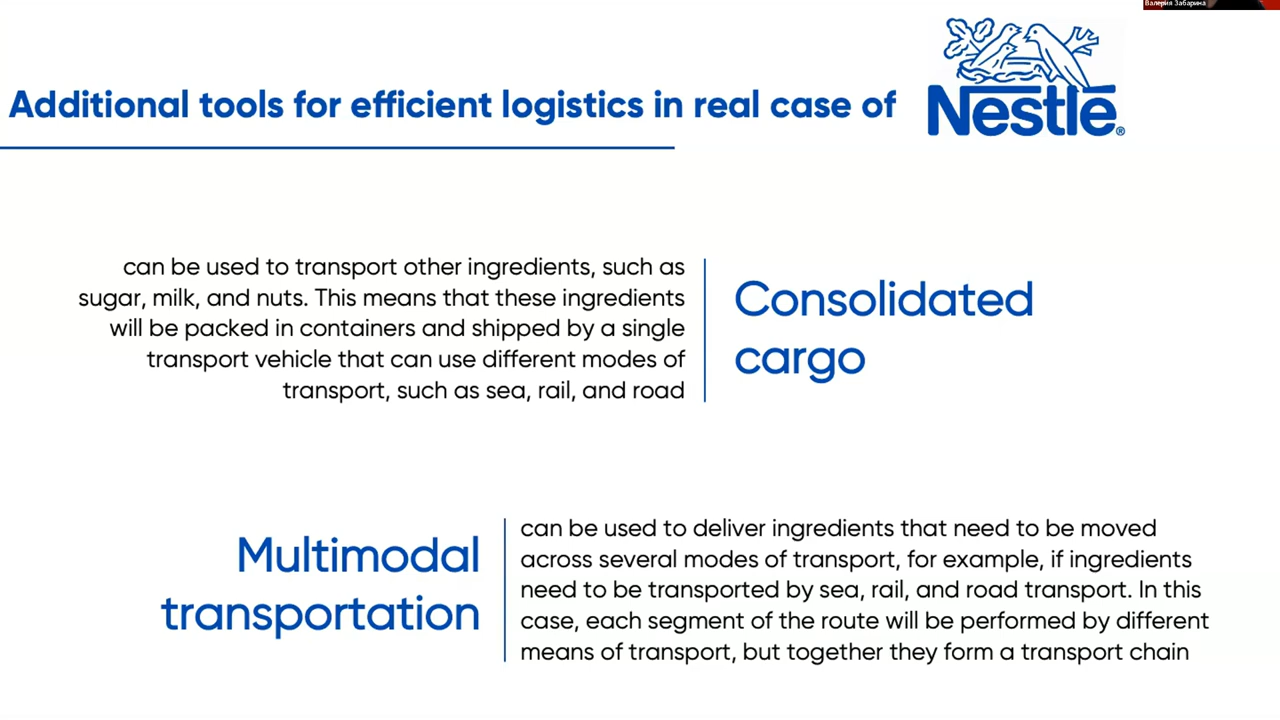 Валерия Забарина
Additional tools for efficient logistics in real case of
Nestlé®
can be used to transport other ingredients, such as
sugar, milk, and nuts. This means that these ingredients
will be packed in containers and shipped by a single
transport vehicle that can use different modes of
transport, such as sea, rail, and road
Consolidated
cargo
Multimodal
transportation
can be used to deliver ingredients that need to be moved
across several modes of transport, for example, if ingredients
need to be transported by sea, rail, and road transport. In this
case, each segment of the route will be performed by different
means of transport, but together they form a transport chain